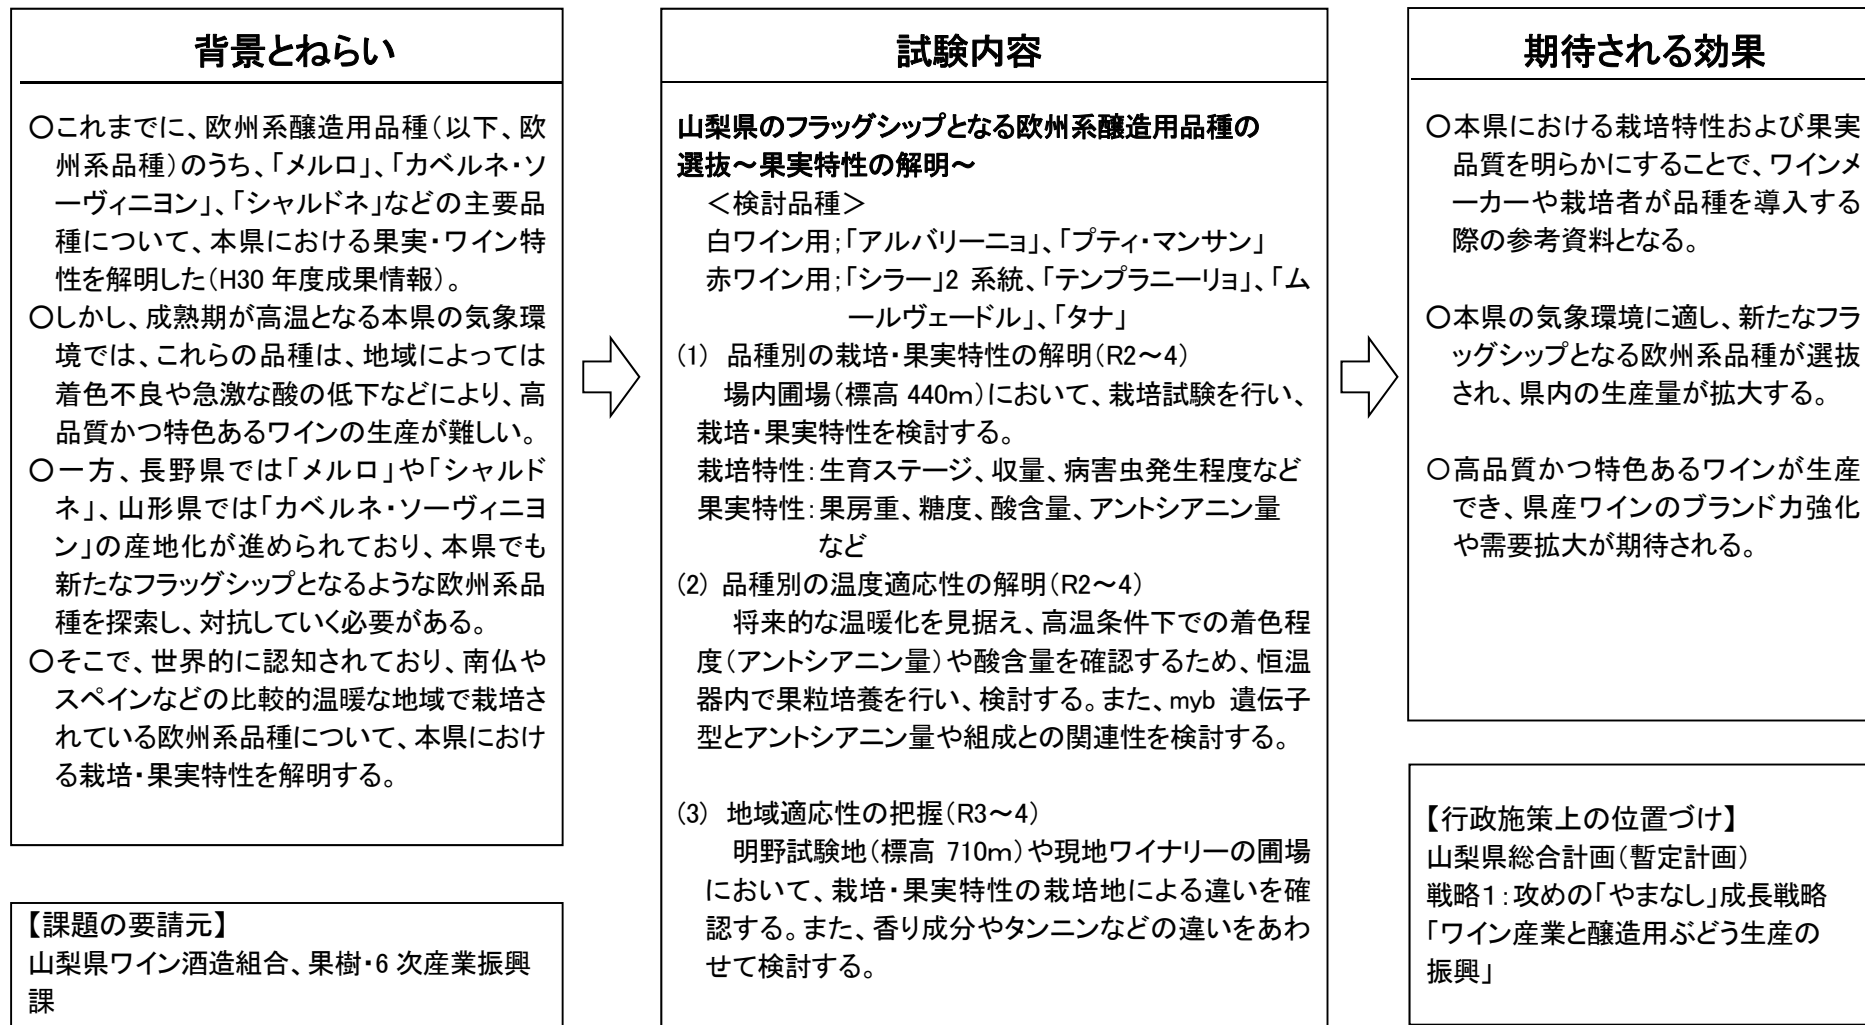 背景とねらい
〇これまでに、欧州系醸造用品種（以下、欧
州系品種）のうち、「メルロ」、「カベルネ・ソ
ーヴィニヨン」、「シャルドネ」などの主要品
種について、本県における果実・ワイン特
性を解明した（H30 年度成果情報）。
〇しかし、成熟期が高温となる本県の気象環
境では、これらの品種は、地域によっては
着色不良や急激な酸の低下などにより、高
品質かつ特色あるワインの生産が難しい。
〇一方、長野県では「メルロ」や「シャルド
ネ」、山形県では「カベルネ・ソーヴィニヨ
ン」の産地化が進められており、本県でも
新たなフラッグシップとなるような欧州系品
種を探索し、対抗していく必要がある。
〇そこで、世界的に認知されており、南仏や
スペインなどの比較的温暖な地域で栽培さ
れている欧州系品種について、本県におけ
る栽培・果実特性を解明する。
【課題の要請元】
山梨県ワイン酒造組合、果樹・6 次産業振興
課
試験内容
山梨県のフラッグシップとなる欧州系醸造用品種の
選抜～果実特性の解明～
＜検討品種＞
白ワイン用；「アルバリーニョ」、「プティ・マンサン」
赤ワイン用；「シラー」2 系統、「テンプラニーリョ」、「ム
ールヴェードル」、「タナ」
(1) 品種別の栽培・果実特性の解明（R2～4）
場内圃場（標高 440ｍ）において、栽培試験を行い、
栽培・果実特性を検討する。
栽培特性：生育ステージ、収量、病害虫発生程度など
果実特性：果房重、糖度、酸含量、アントシアニン量
など
(2) 品種別の温度適応性の解明（R2～4）
将来的な温暖化を見据え、高温条件下での着色程
度（アントシアニン量）や酸含量を確認するため、恒温
器内で果粒培養を行い、検討する。また、myb 遺伝子
型とアントシアニン量や組成との関連性を検討する。
(3) 地域適応性の把握（R3～4）
明野試験地（標高 710ｍ）や現地ワイナリーの圃場
において、栽培・果実特性の栽培地による違いを確
認する。また、香り成分やタンニンなどの違いをあわ
せて検討する。
期待される効果
〇本県における栽培特性および果実
品質を明らかにすることで、ワインメ
ーカーや栽培者が品種を導入する
際の参考資料となる。
〇本県の気象環境に適し、新たなフラ
ッグシップとなる欧州系品種が選抜
され、県内の生産量が拡大する。
〇高品質かつ特色あるワインが生産
でき、県産ワインのブランド力強化
や需要拡大が期待される。
【行政施策上の位置づけ】
山梨県総合計画（暫定計画）
戦略１：攻めの「やまなし」成長戦略
「ワイン産業と醸造用ぶどう生産の
振興」